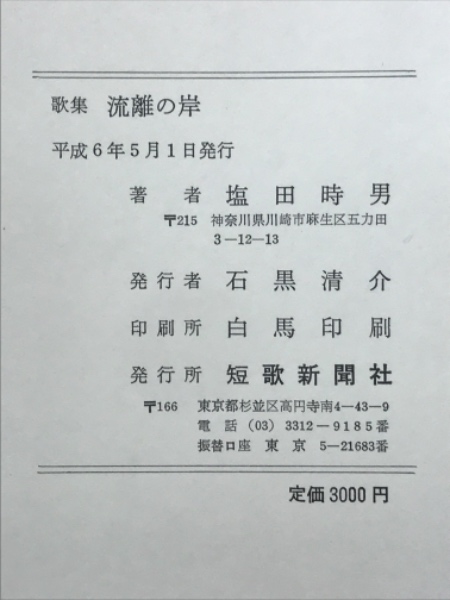 歌集 流離の岸
平成6年5月1日発行
著者 塩田時男
〒215 神奈川県川崎市麻生区五力田
3—12—13
発行者 石黒清介
印刷所 白馬印刷
発行所 短歌新聞社
〒166 東京都杉並区高円寺南4—43—9
電話 (03) 3312—9185番
振替口座 東京 5—21683番
定価3000円